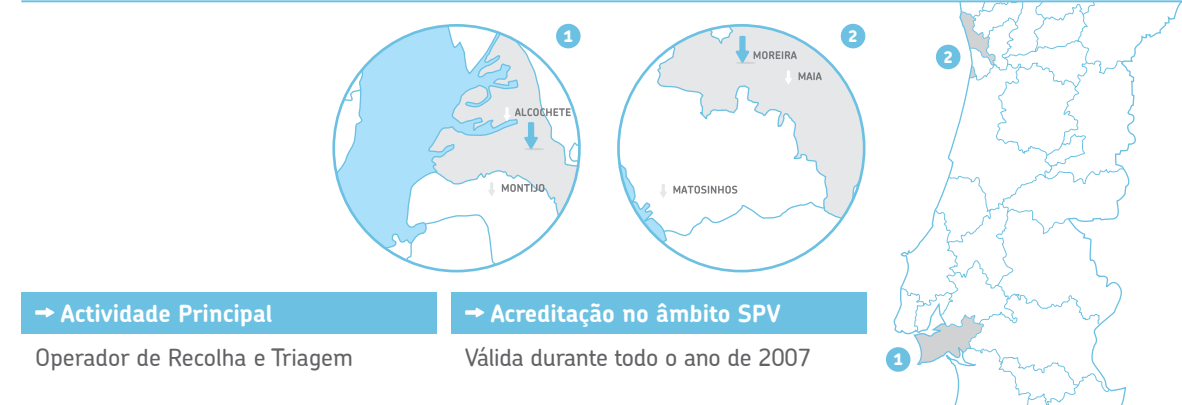 1
ALCOCHETE
MONTIJO
2
MOREIRA
MAIA
MATOSINHOS
2
1
→ Actividade Principal
Operador de Recolha e Triagem
→ Acreditação no âmbito SPV
Válida durante todo o ano de 2007